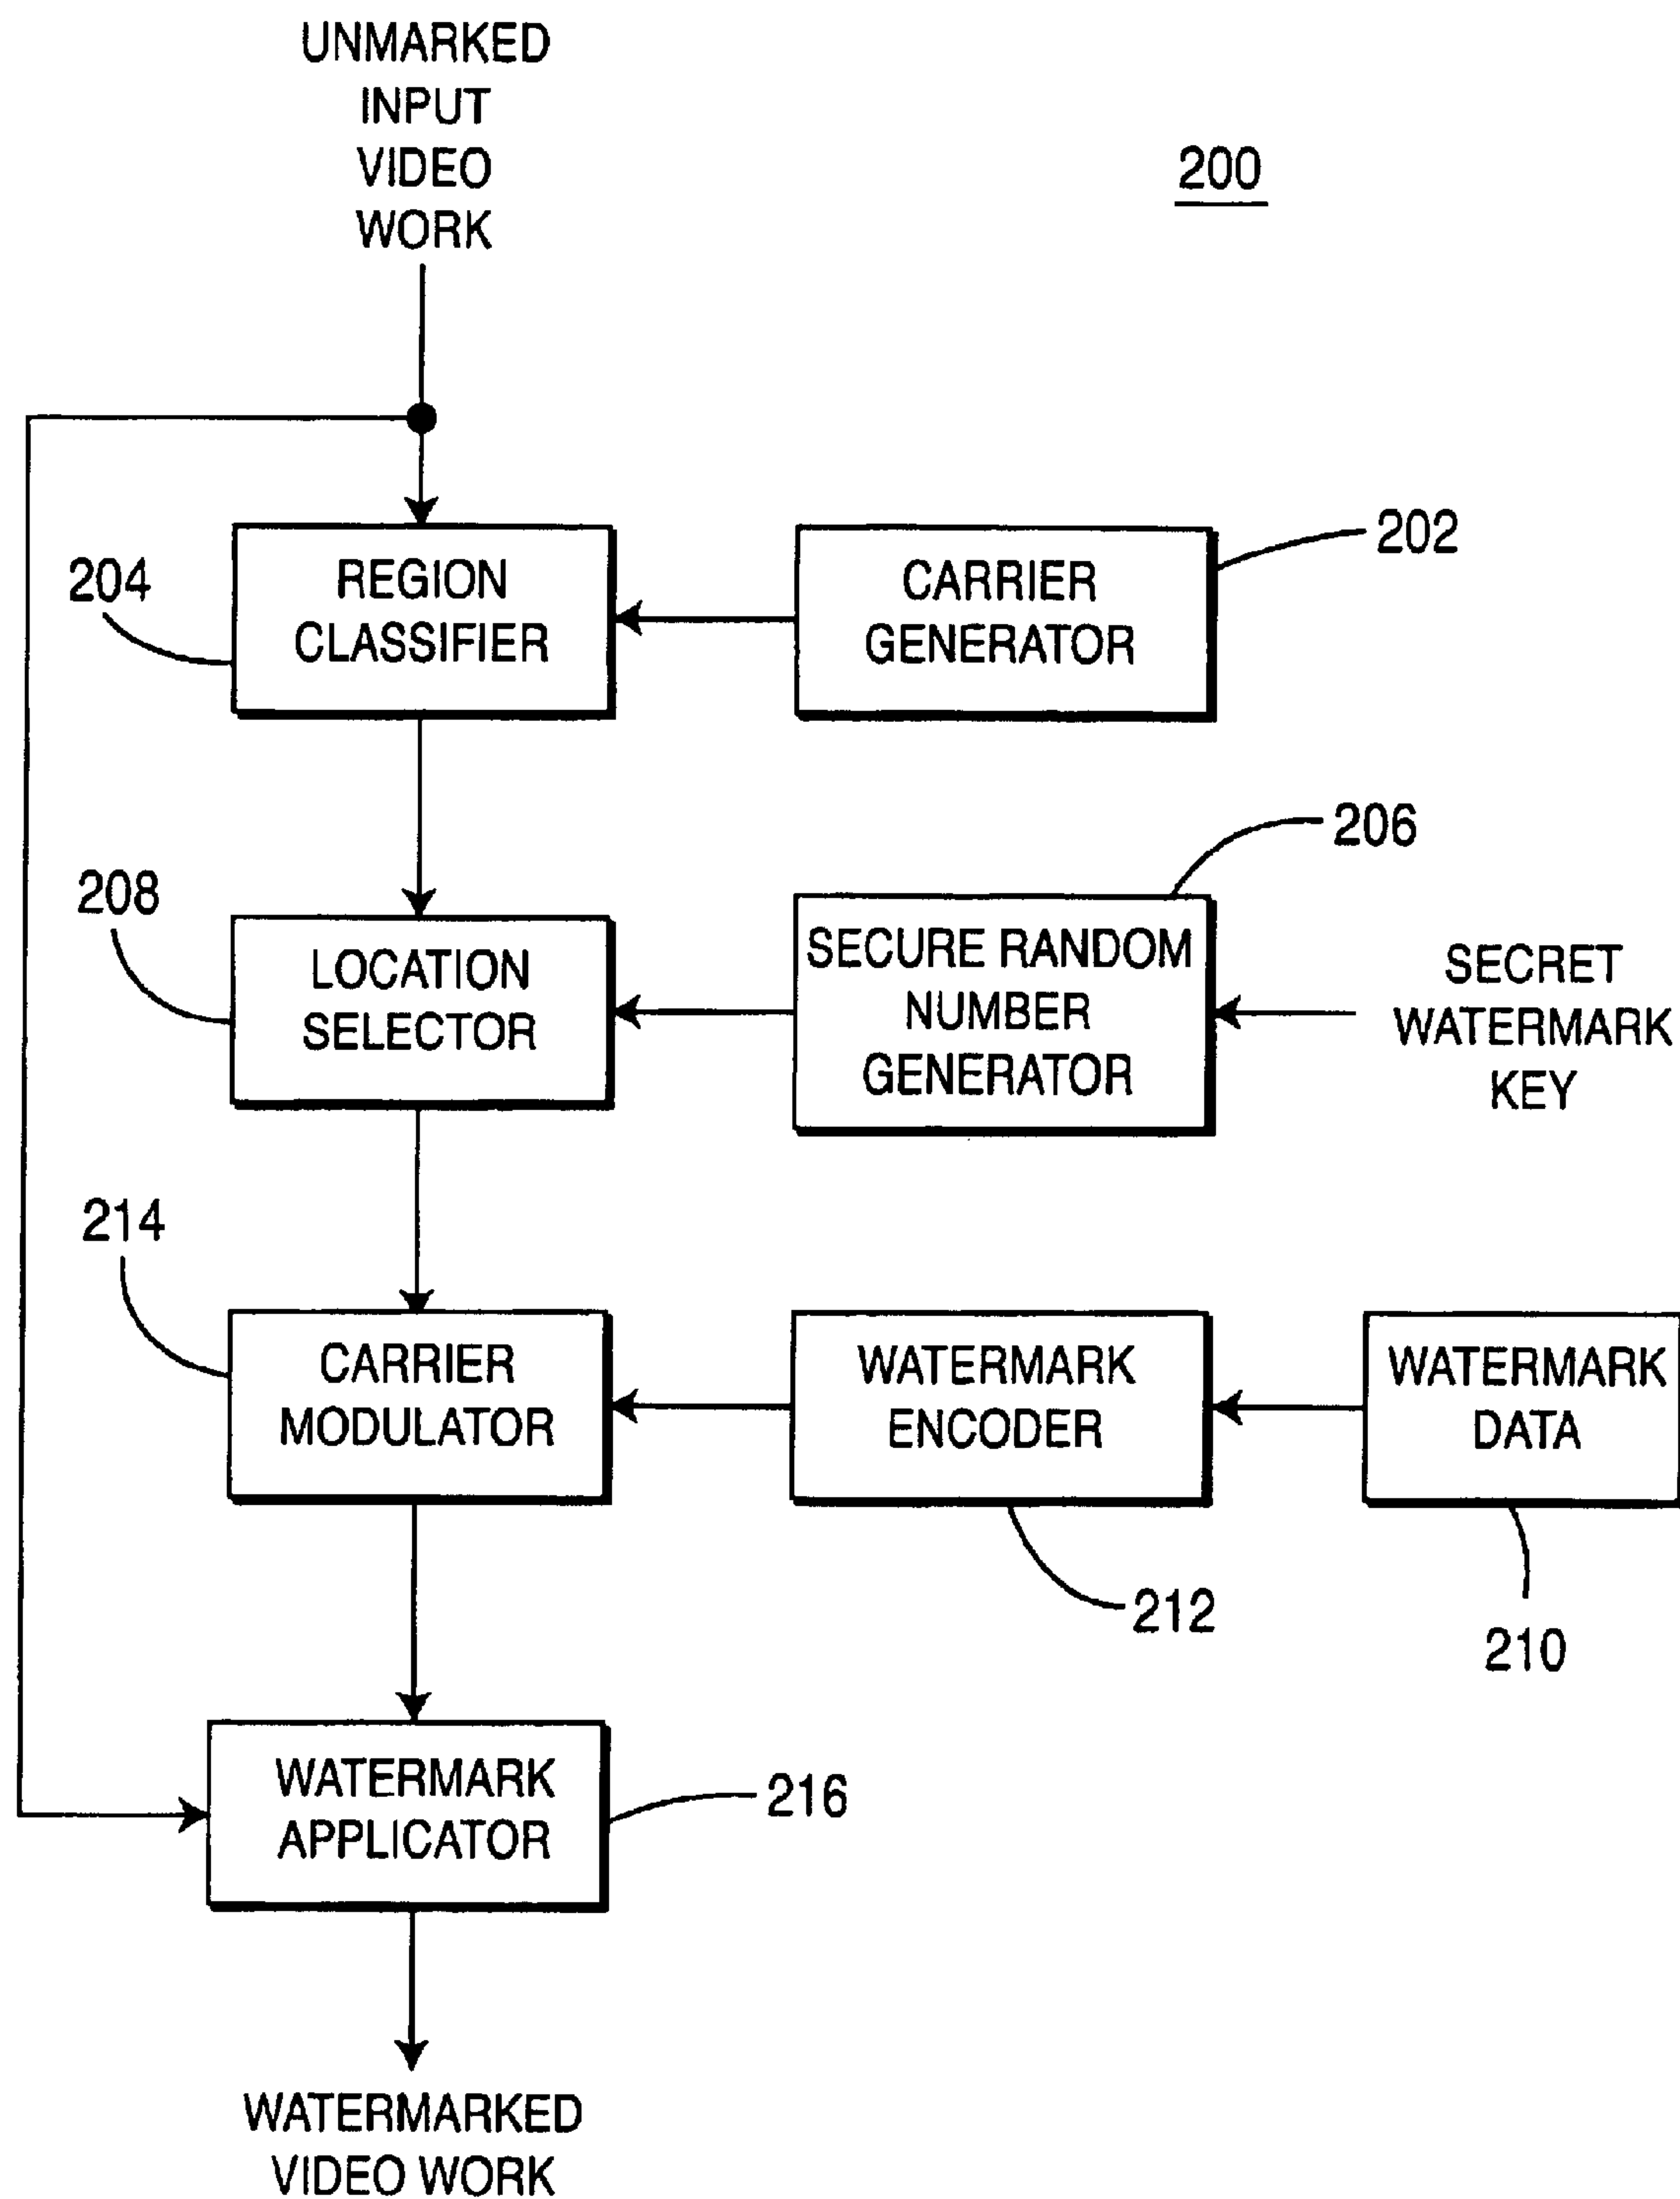 UNMARKED
INPUT
VIDEO
WORK
200
REGION
CLASSIFIER
204
CARRIER
GENERATOR
202
LOCATION
SELECTOR
208
SECURE RANDOM
NUMBER
GENERATOR
206
SECRET
WATERMARK
KEY
CARRIER
MODULATOR
214
WATERMARK
ENCODER
212
WATERMARK
DATA
210
WATERMARK
APPLICATOR
216
WATERMARKED
VIDEO WORK